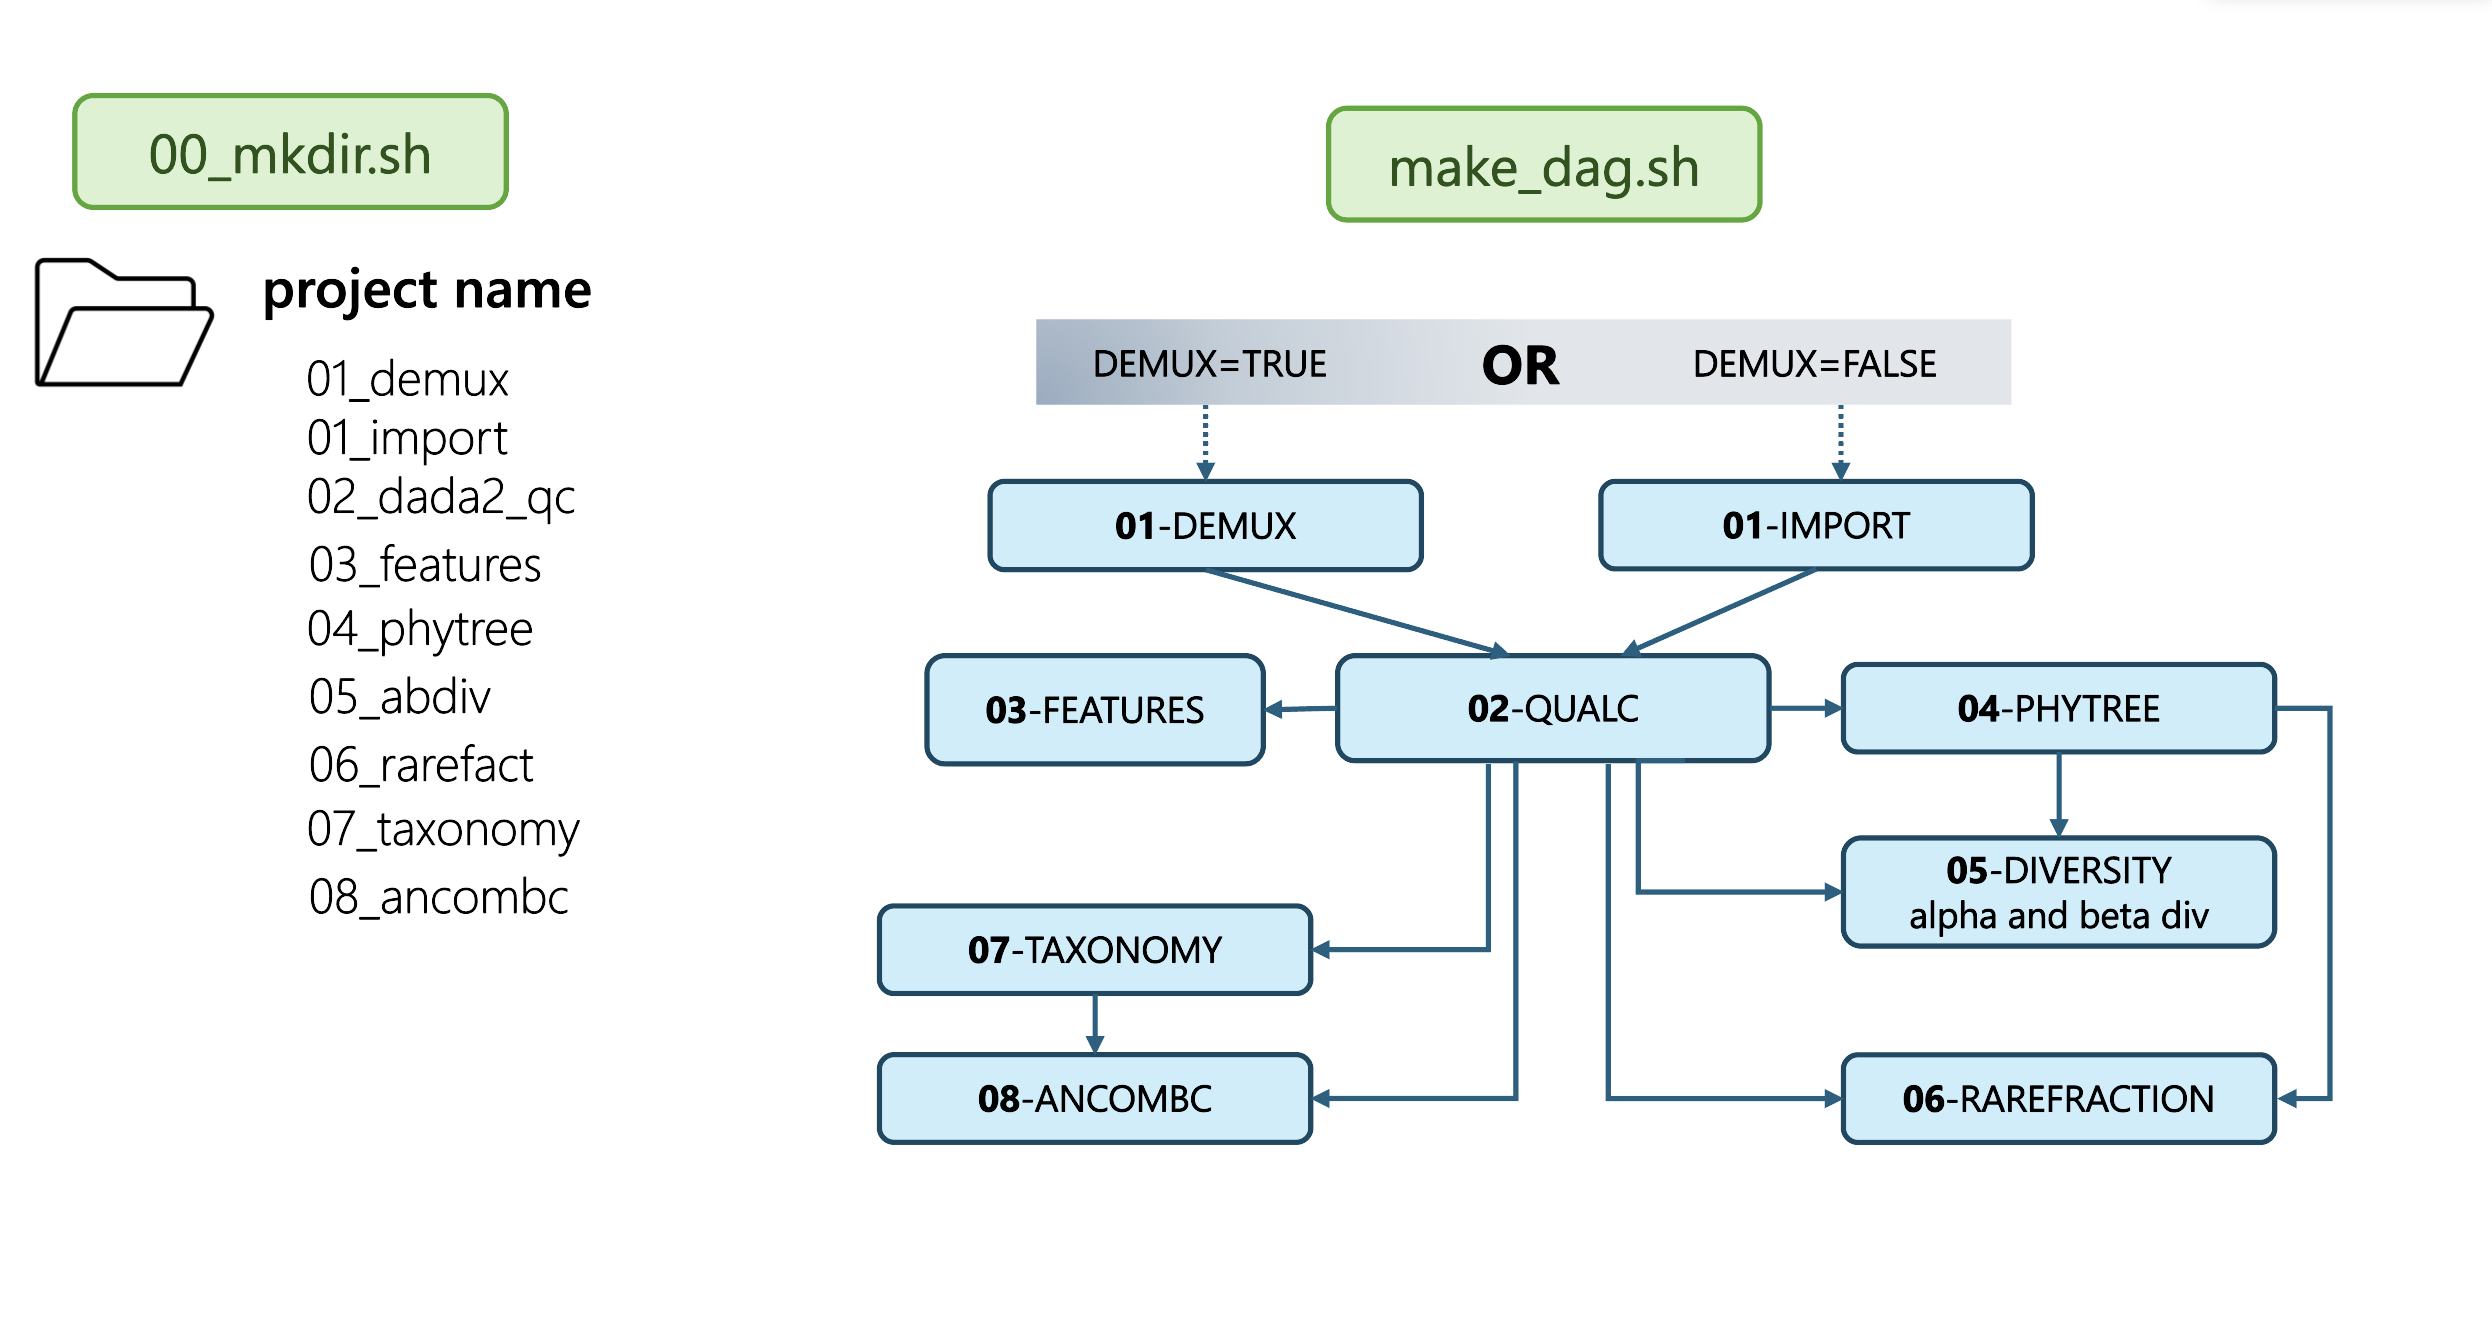 00_mkdir.sh
project name
01_demux
01_import
02_dada2_qc
03_features
04_phytree
05_abdiv
06_rarefact
07_taxonomy
08_ancombc
make_dag.sh
DEMUX=TRUE OR DEMUX=FALSE
01-DEMUX
01-IMPORT
03-FEATURES
02-QUALC
04-PHYTREE
05-DIVERSITY
alpha and beta div
07-TAXONOMY
08-ANCOMBC
06-RAREFRACTION